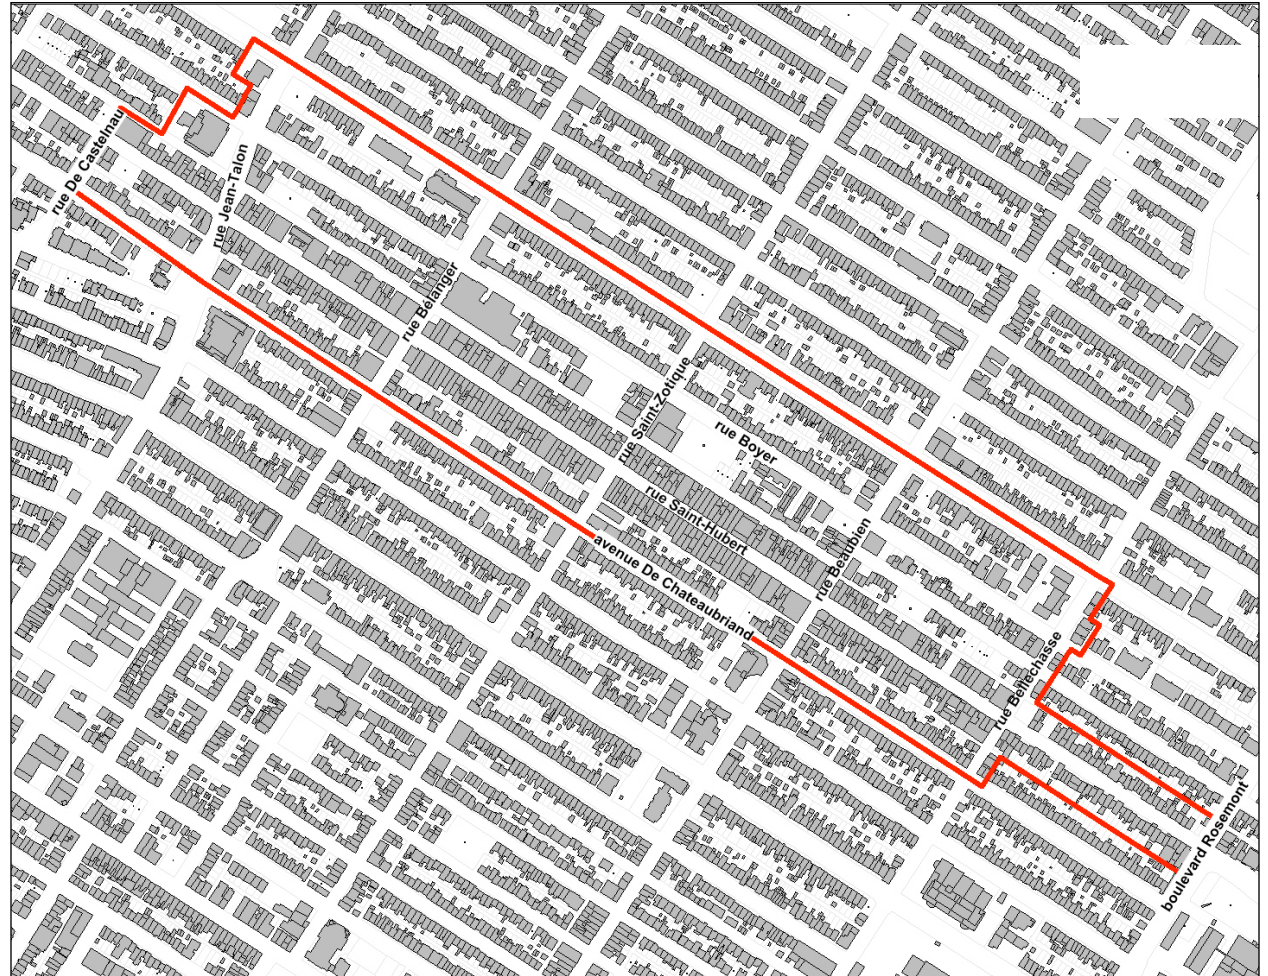 rue De Castelnau
rue Jean-Talon
rue Bélanger
rue Saint-Zotique
rue Boyer
rue Saint-Hubert
rue Beaubien
avenue De Chateaubriand
rue Bellechasse
boulevard Rosemont